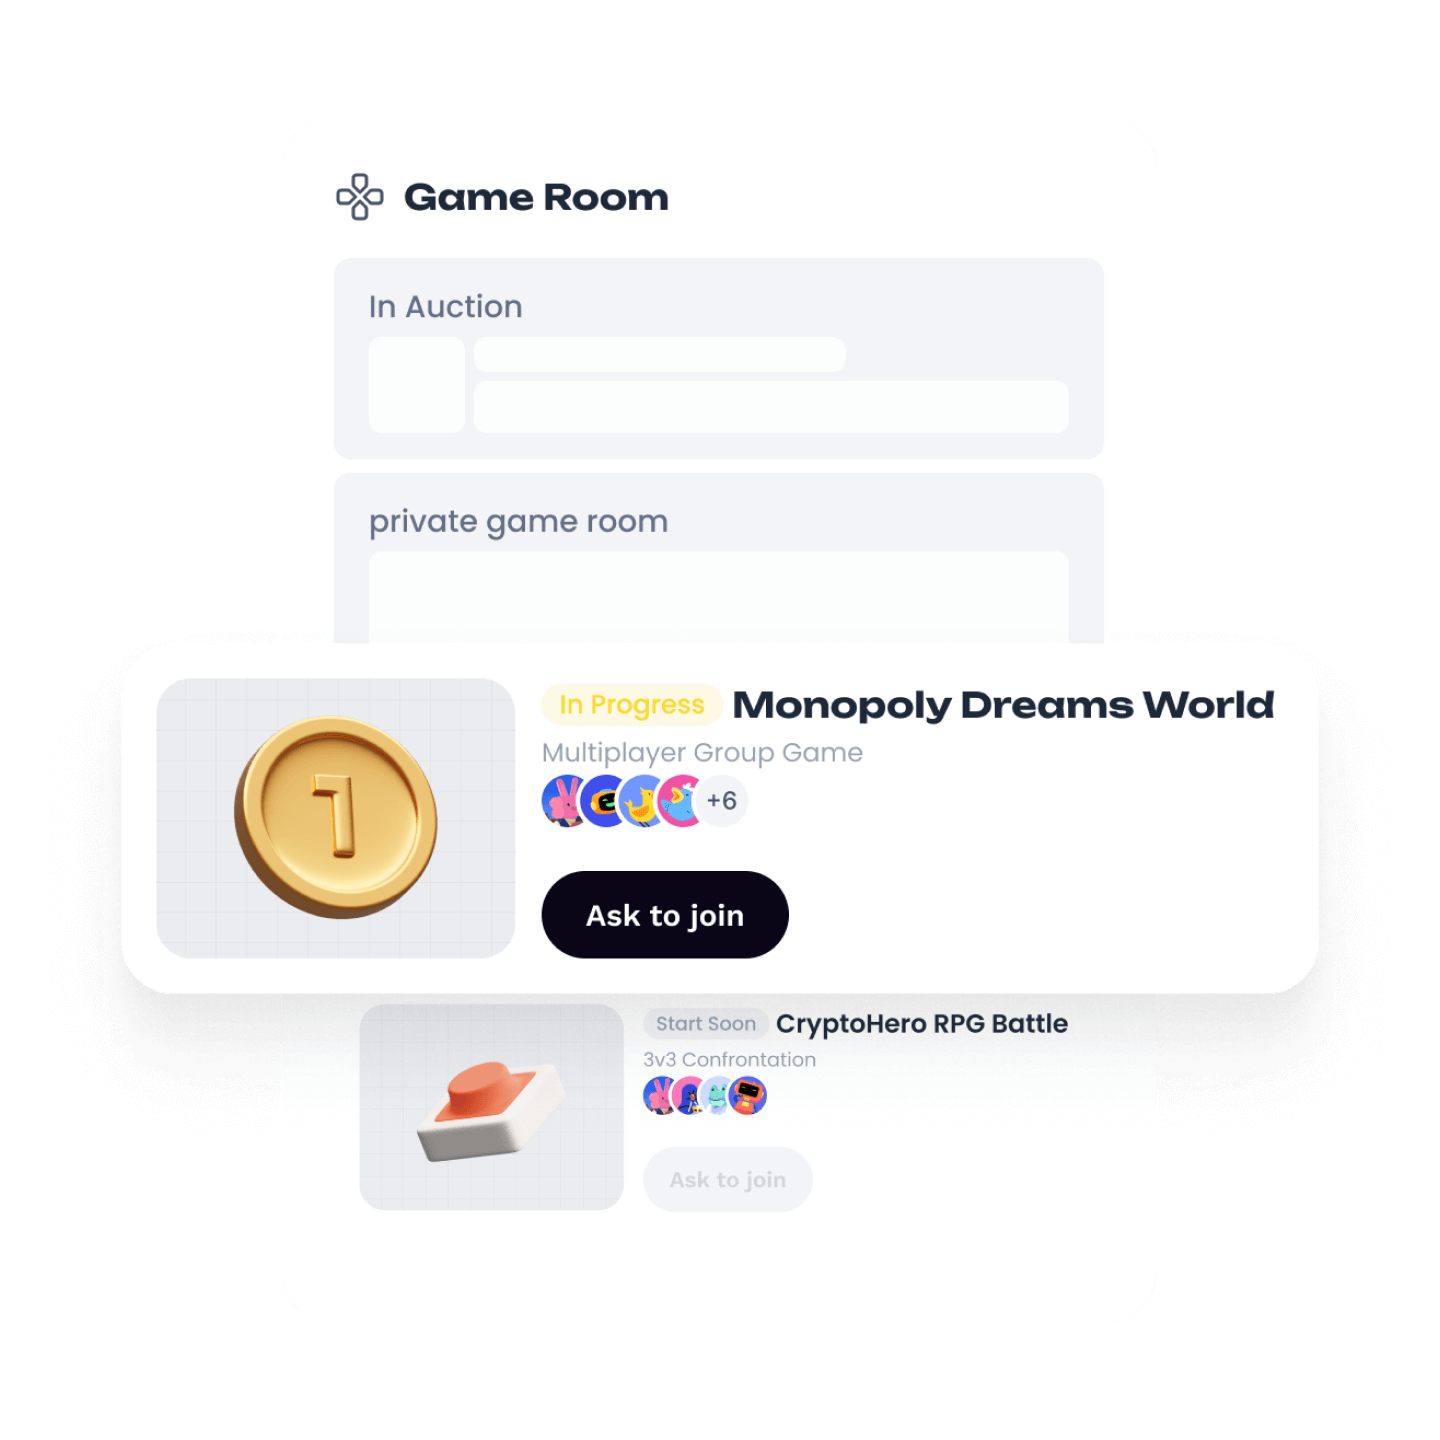 Game Room
In Auction
private game room
In Progress Monopoly Dreams World
Multiplayer Group Game
+6
1
Ask to join
Start Soon CryptoHero RPG Battle
3v3 Confrontation
Ask to join